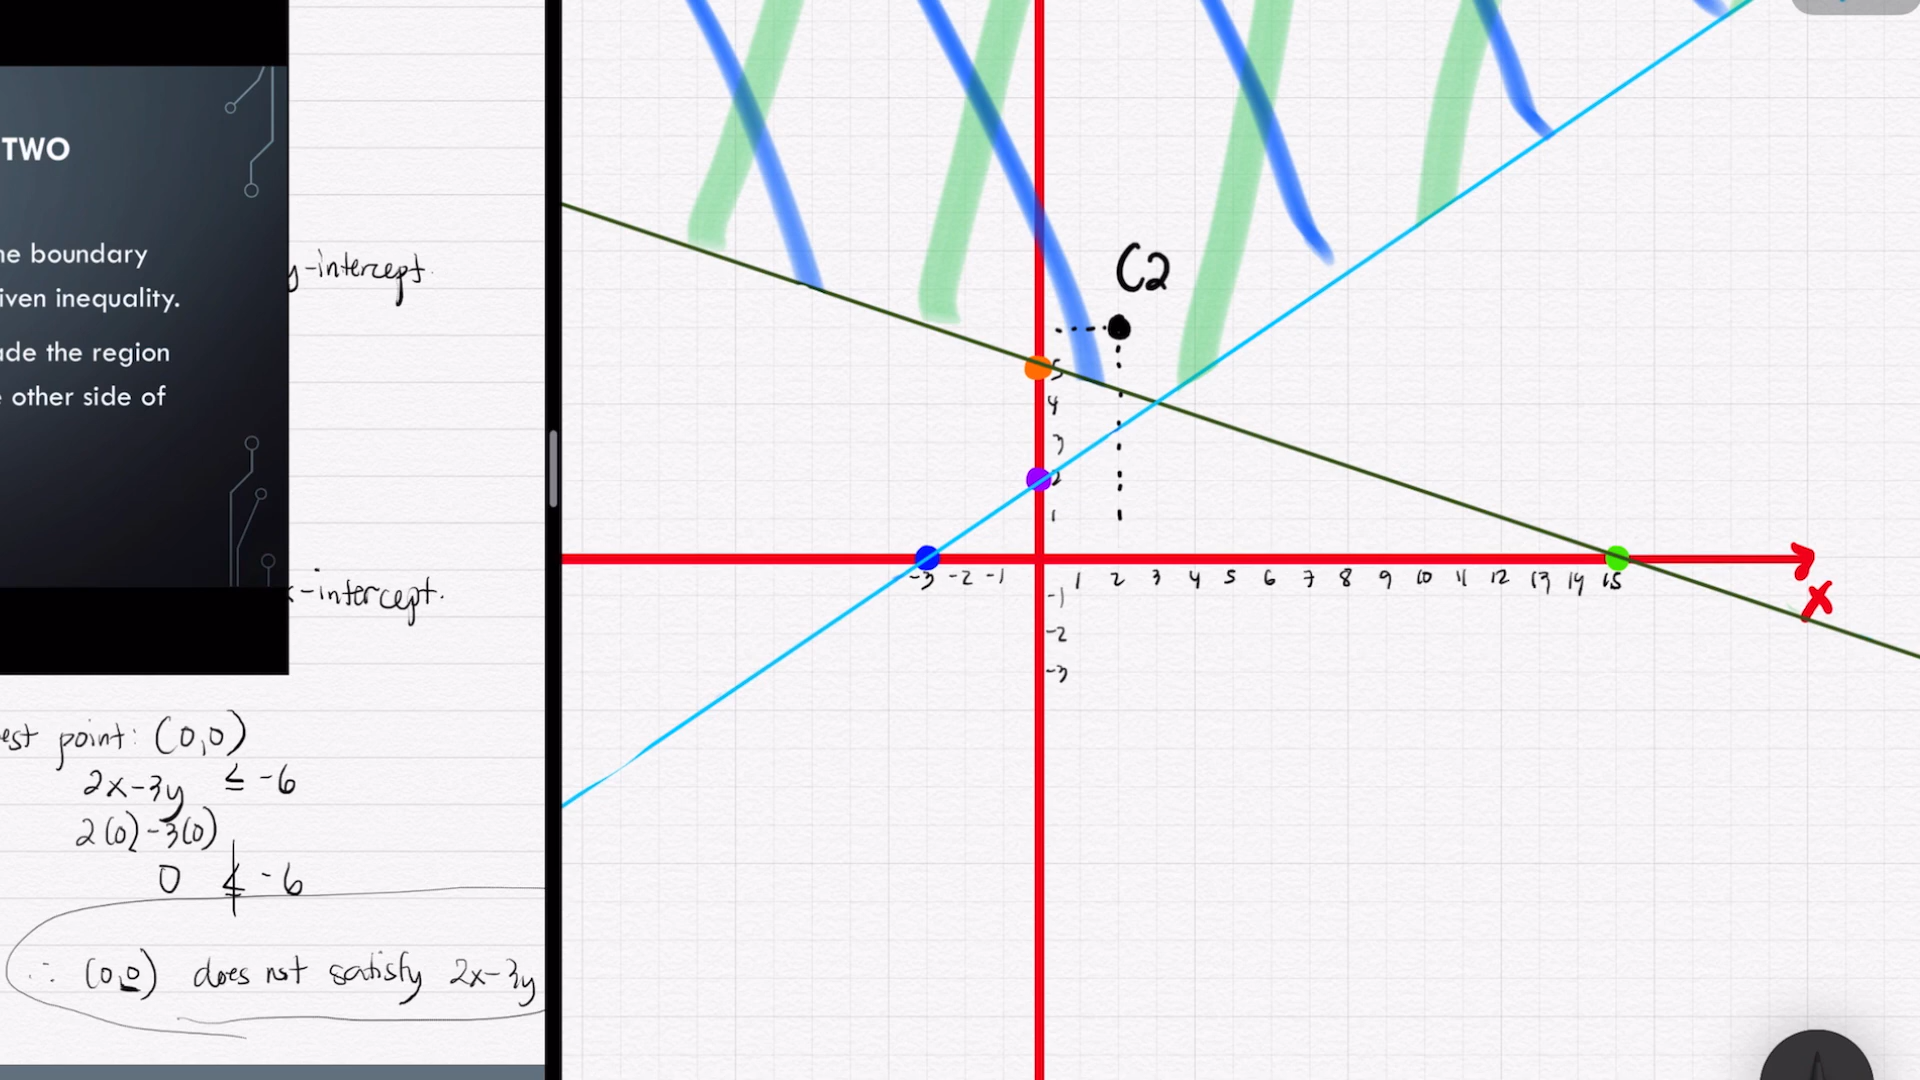 TWO
boundary
iven inequality.
ade the region
other side of
y-intercept.
-intercept.
est point: (0,0)
2x-3y ≤ -6
2(0)-3(0)
0 ≰ -6
∴ (0,0) does not satisfy 2x-3y
C2
5
4
3
2
1
-3 -2 -1 1 2 3 4 5 6 7 8 9 10 11 12 13 14 15
x
-1
-2
-3